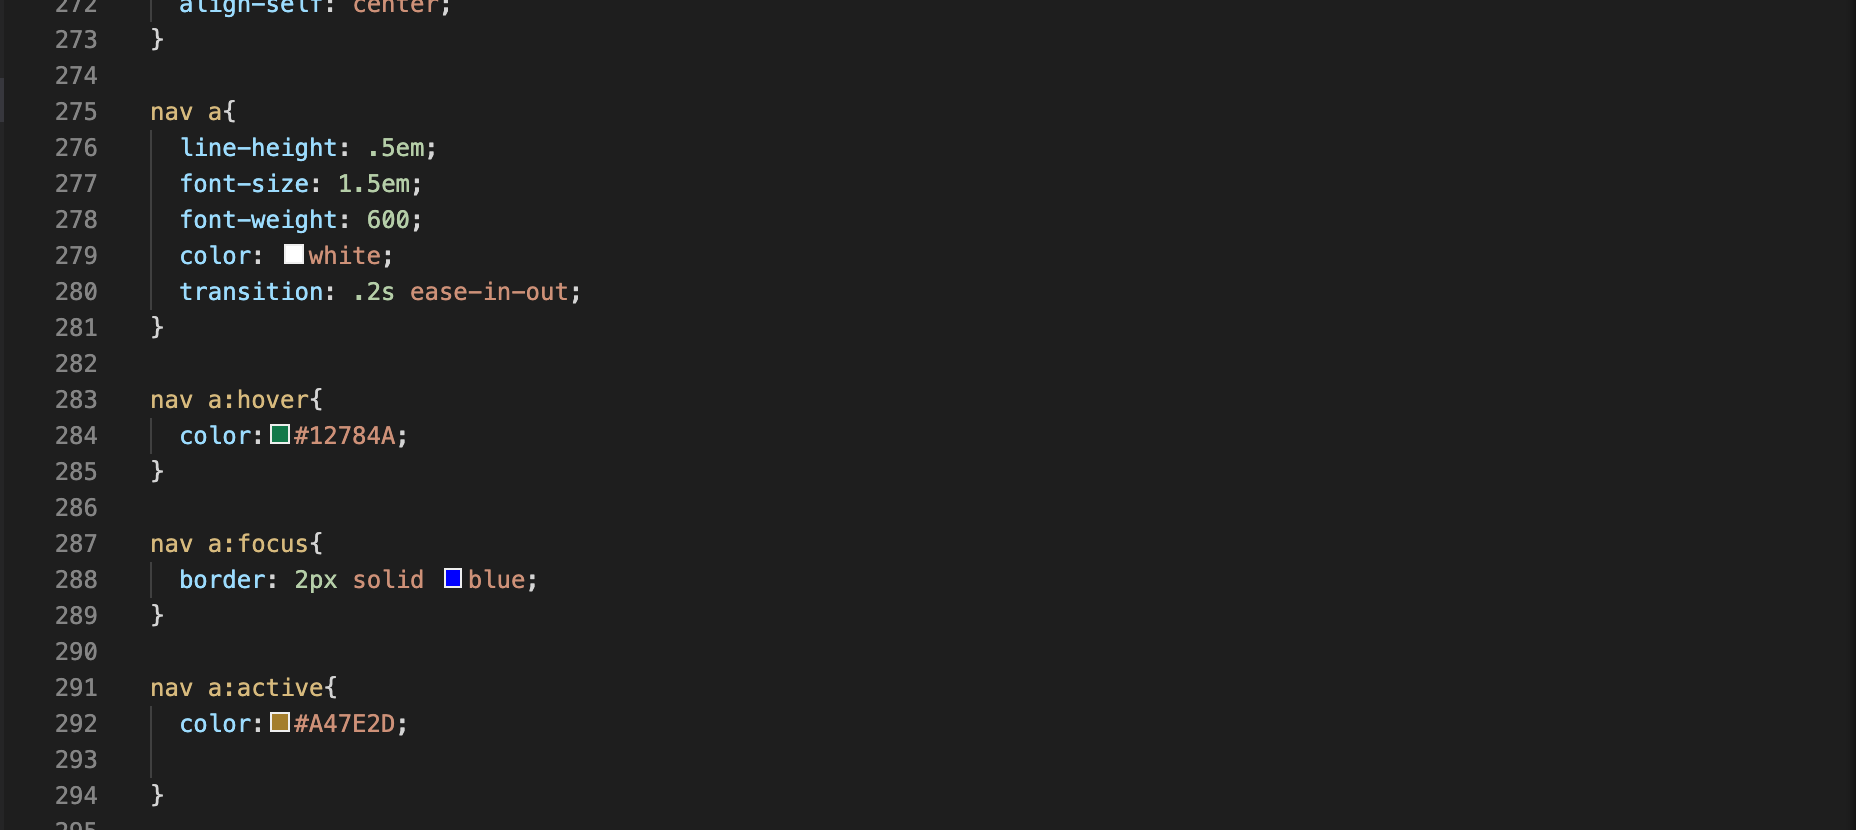 272 align-self: center;
273 }
274
275 nav a{
276 line-height: .5em;
277 font-size: 1.5em;
278 font-weight: 600;
279 color: white;
280 transition: .2s ease-in-out;
281 }
282
283 nav a:hover{
284 color:#12784A;
285 }
286
287 nav a:focus{
288 border: 2px solid blue;
289 }
290
291 nav a:active{
292 color:#A47E2D;
293
294 }
295